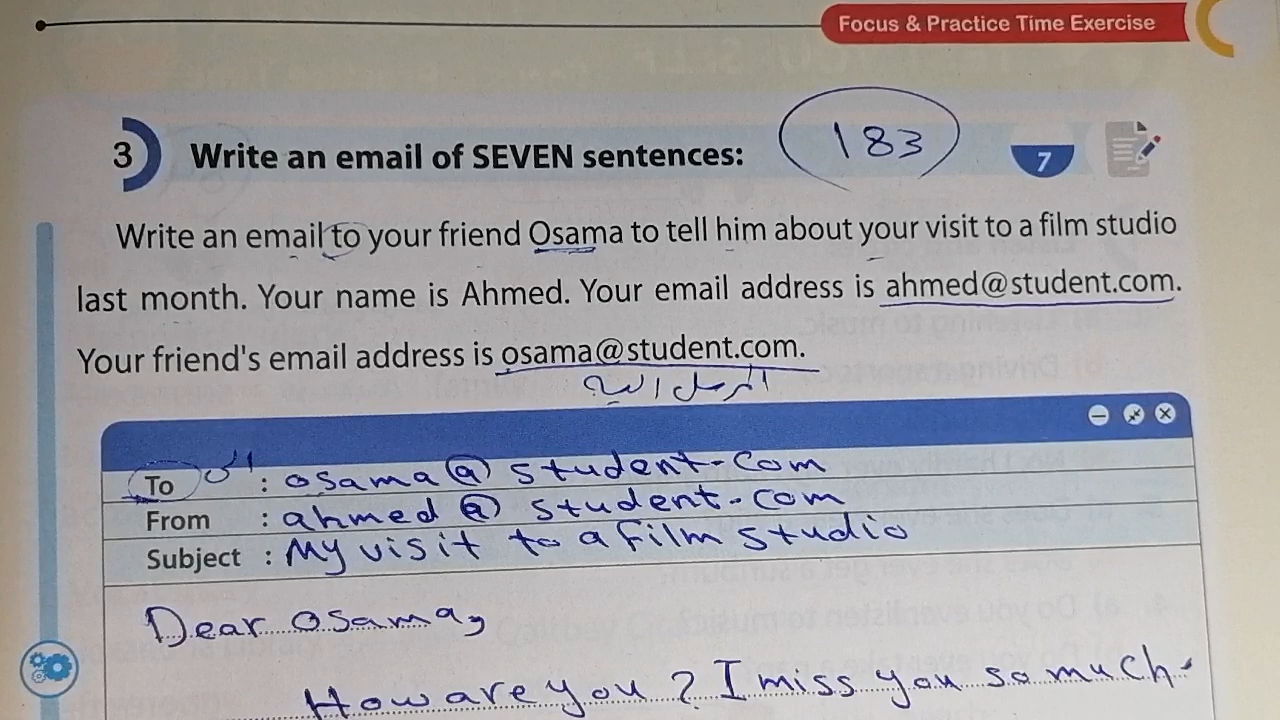 Focus & Practice Time Exercise
3 Write an email of SEVEN sentences: 183 7
Write an email to your friend Osama to tell him about your visit to a film studio
last month. Your name is Ahmed. Your email address is ahmed@student.com.
Your friend's email address is osama@student.com.
المرسل إليه
To إلى : osama@student.com
From : ahmed@student.com
Subject : My visit to a film studio
Dear Osama,
How are you? I miss you so much.